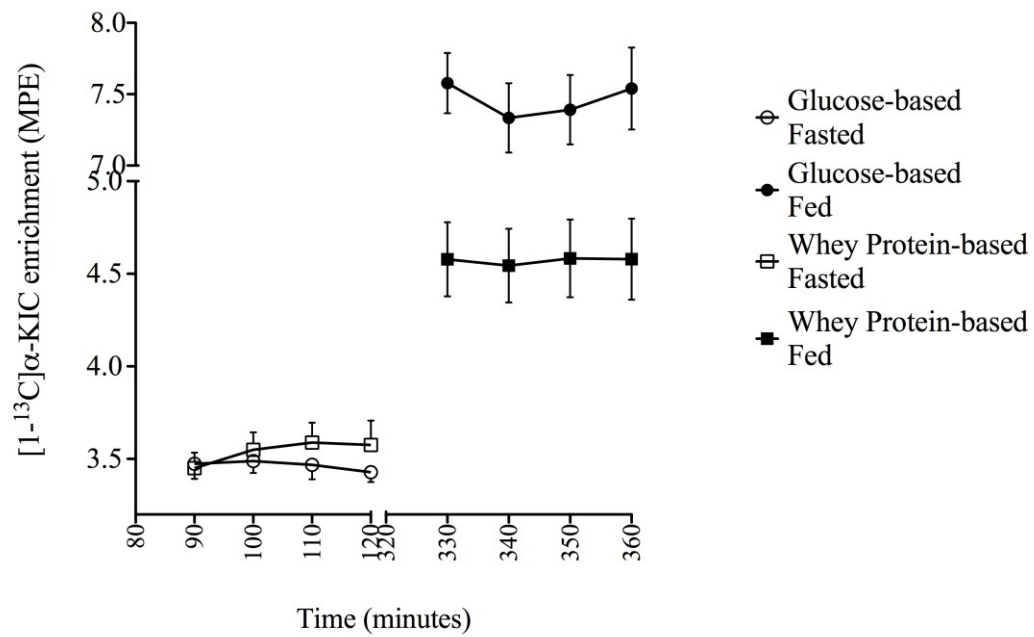 [1-¹³C]α-KIC enrichment (MPE)
8.0
7.5
7.0
5.0
4.5
4.0
3.5
80
90
100
110
120
320
330
340
350
360
Time (minutes)
Glucose-based
Fasted
Glucose-based
Fed
Whey Protein-based
Fasted
Whey Protein-based
Fed